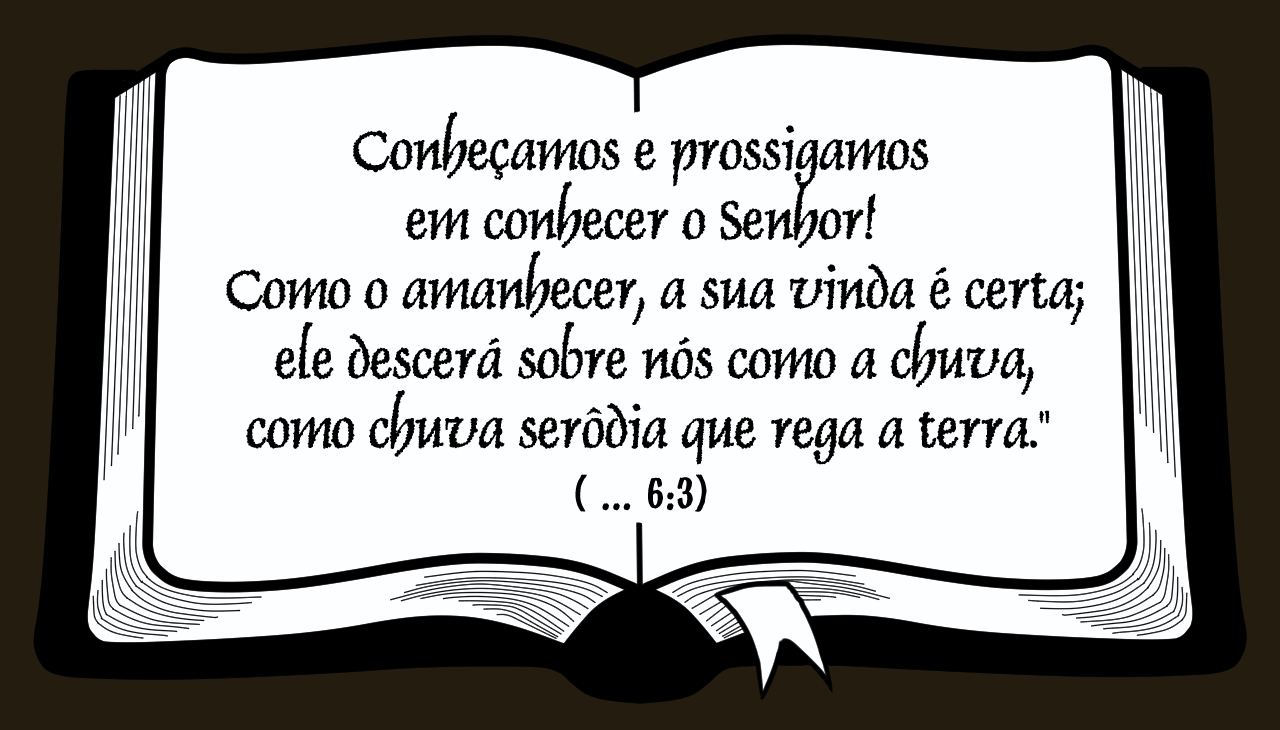 Conheçamos e prossigamos
em conhecer o Senhor!
Como o amanhecer, a sua vinda é certa;
ele descerá sobre nós como a chuva,
como chuva serôdia que rega a terra."
( ... 6:3)